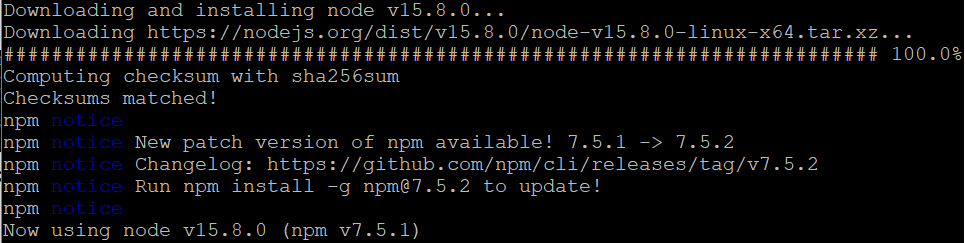 Downloading and installing node v15.8.0...
Downloading https://nodejs.org/dist/v15.8.0/node-v15.8.0-linux-x64.tar.xz...
######################################################################### 100.0%
Computing checksum with sha256sum
Checksums matched!
npm notice
npm notice New patch version of npm available! 7.5.1 -> 7.5.2
npm notice Changelog: https://github.com/npm/cli/releases/tag/v7.5.2
npm notice Run npm install -g npm@7.5.2 to update!
npm notice
Now using node v15.8.0 (npm v7.5.1)